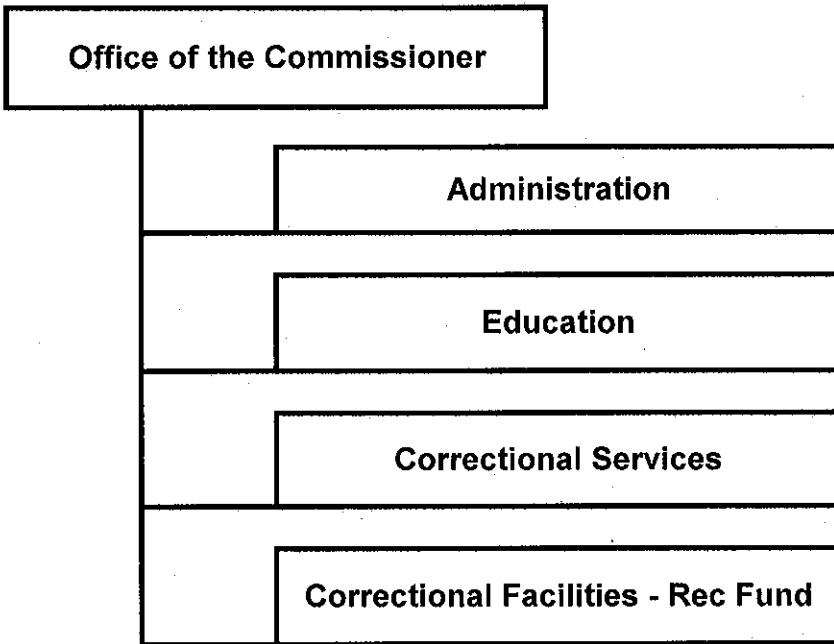 Office of the Commissioner
Administration
Education
Correctional Services
Correctional Facilities - Rec Fund